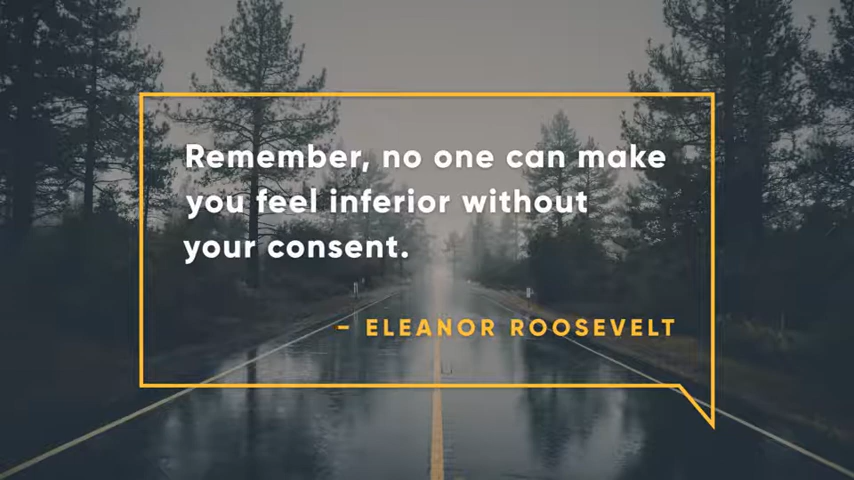 Remember, no one can make
you feel inferior without
your consent.
– ELEANOR ROOSEVELT